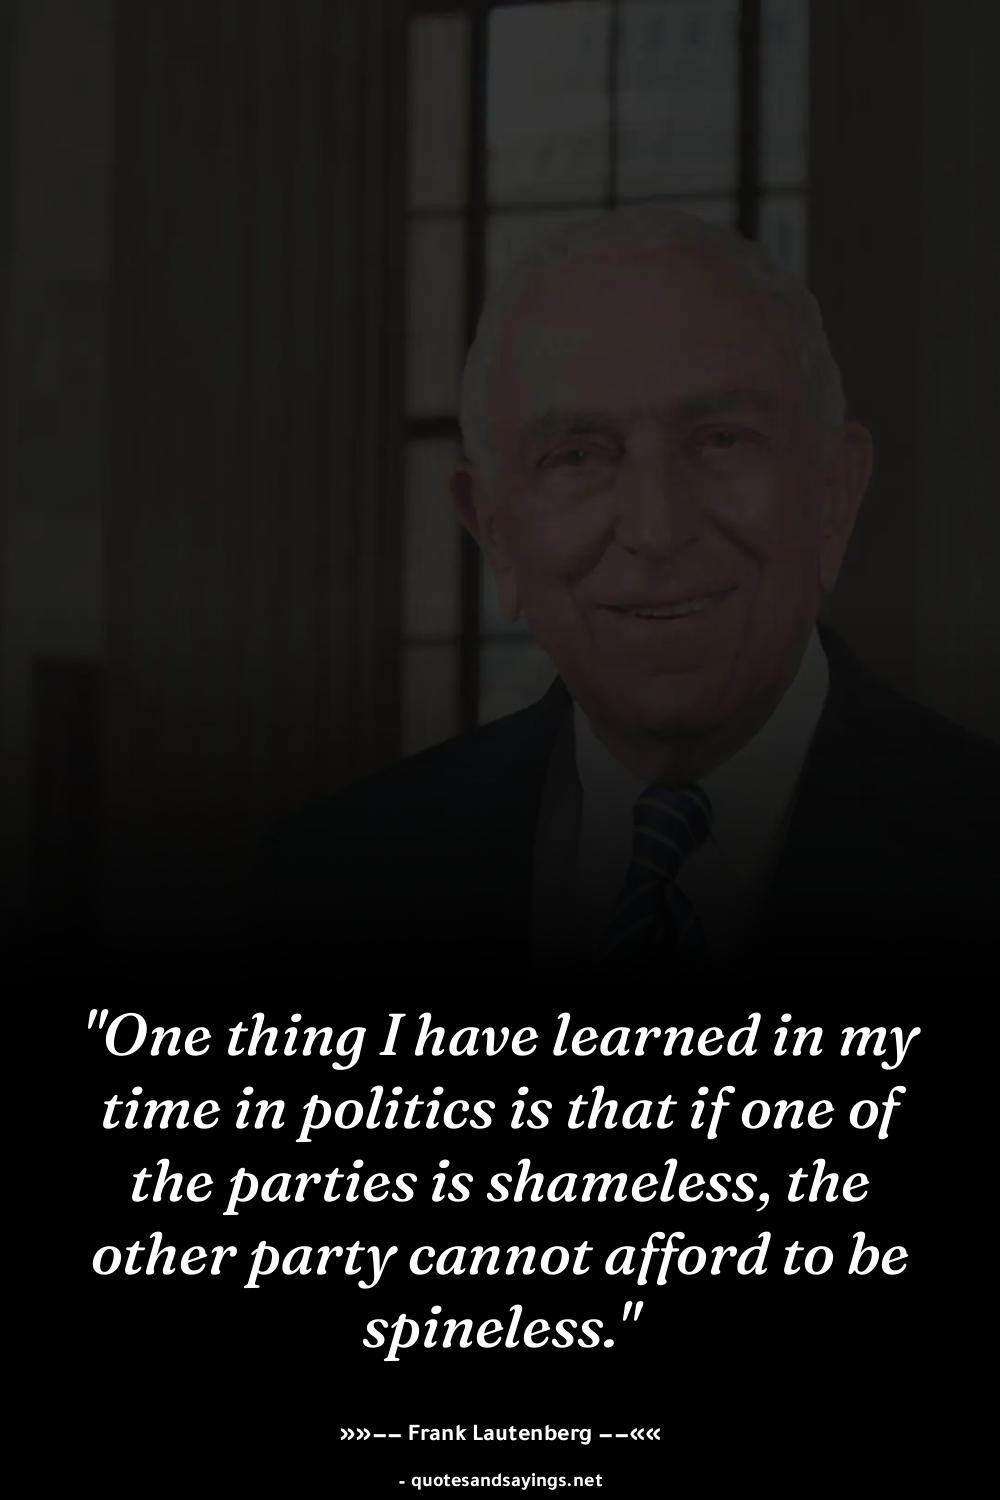 "One thing I have learned in my
time in politics is that if one of
the parties is shameless, the
other party cannot afford to be
spineless."
»»−− Frank Lautenberg −−««
- quotesandsayings.net